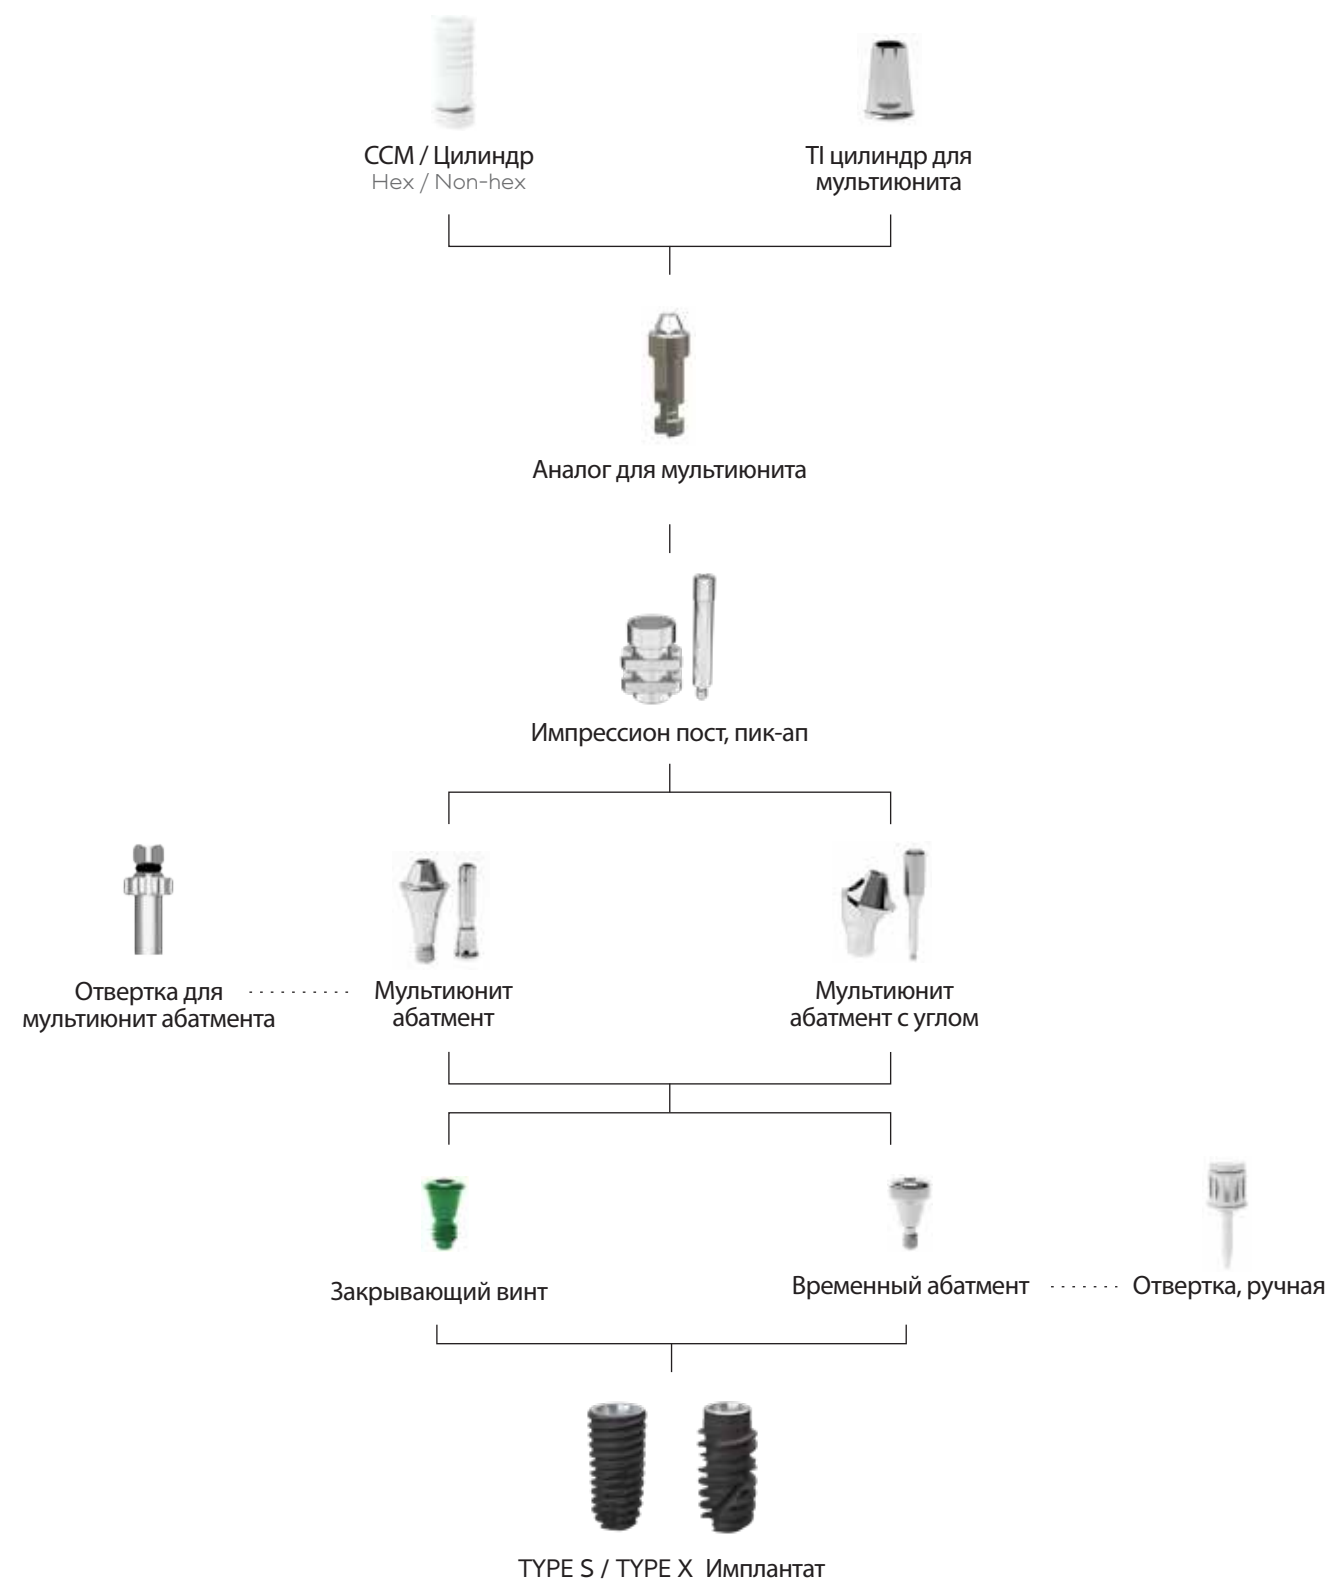 CCM / Цилиндр
Hex / Non-hex
TI цилиндр для
мультиюнита
Аналог для мультиюнита
Импрессион пост, пик-ап
Отвертка для
мультиюнит абатмента
Мультиюнит
абатмент
Мультиюнит
абатмент с углом
Закрывающий винт
Временный абатмент
Отвертка, ручная
TYPE S / TYPE X Имплантат